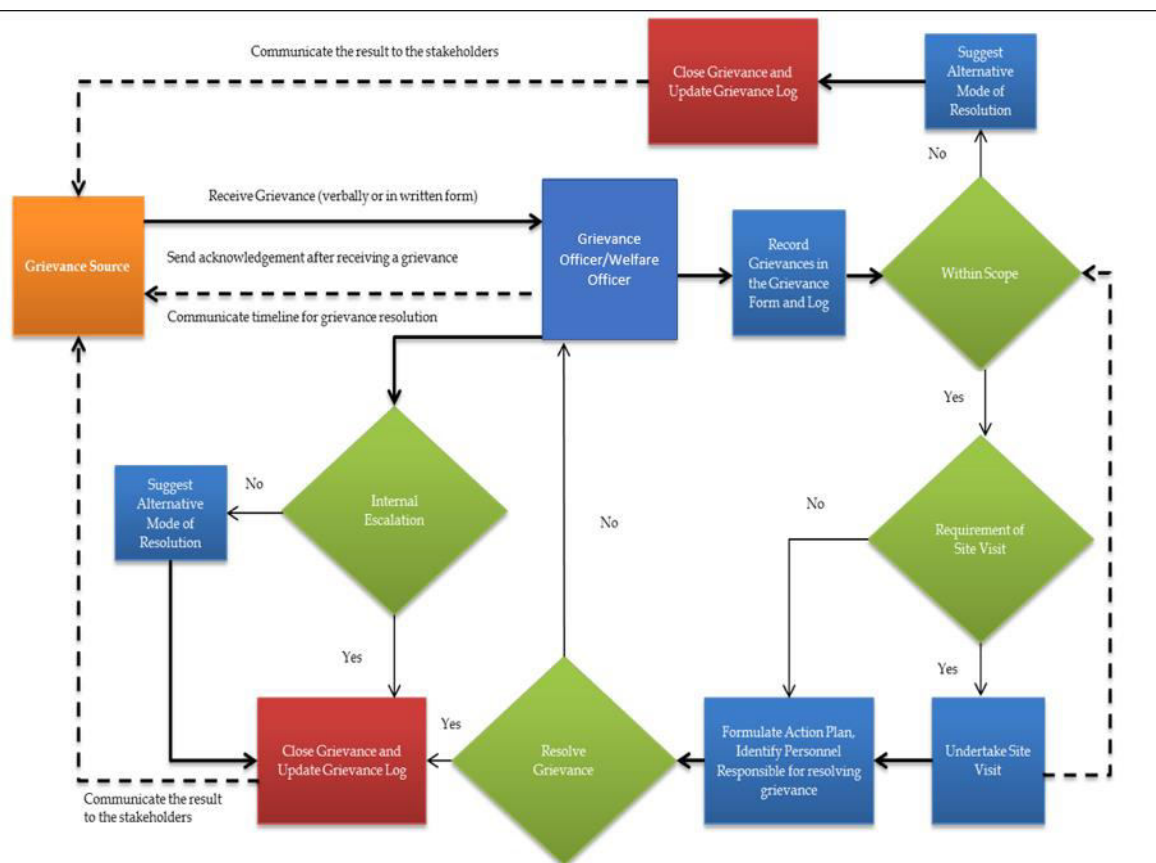 Communicate the result to the stakeholders
Close Grievance and
Update Grievance Log
Suggest
Alternative
Mode of
Resolution
No
Receive Grievance (verbally or in written form)
Grievance Source
Send acknowledgement after receiving a grievance
Communicate timeline for grievance resolution
Grievance
Officer/Welfare
Officer
Record
Grievances in
the Grievance
Form and Log
Within Scope
Yes
Suggest
Alternative
Mode of
Resolution
No
Internal
Escalation
No
No
Requirement of
Site Visit
Yes
Yes
Yes
Close Grievance and
Update Grievance Log
Resolve
Grievance
Formulate Action Plan,
Identify Personnel
Responsible for resolving
grievance
Undertake Site
Visit
Communicate the result
to the stakeholders